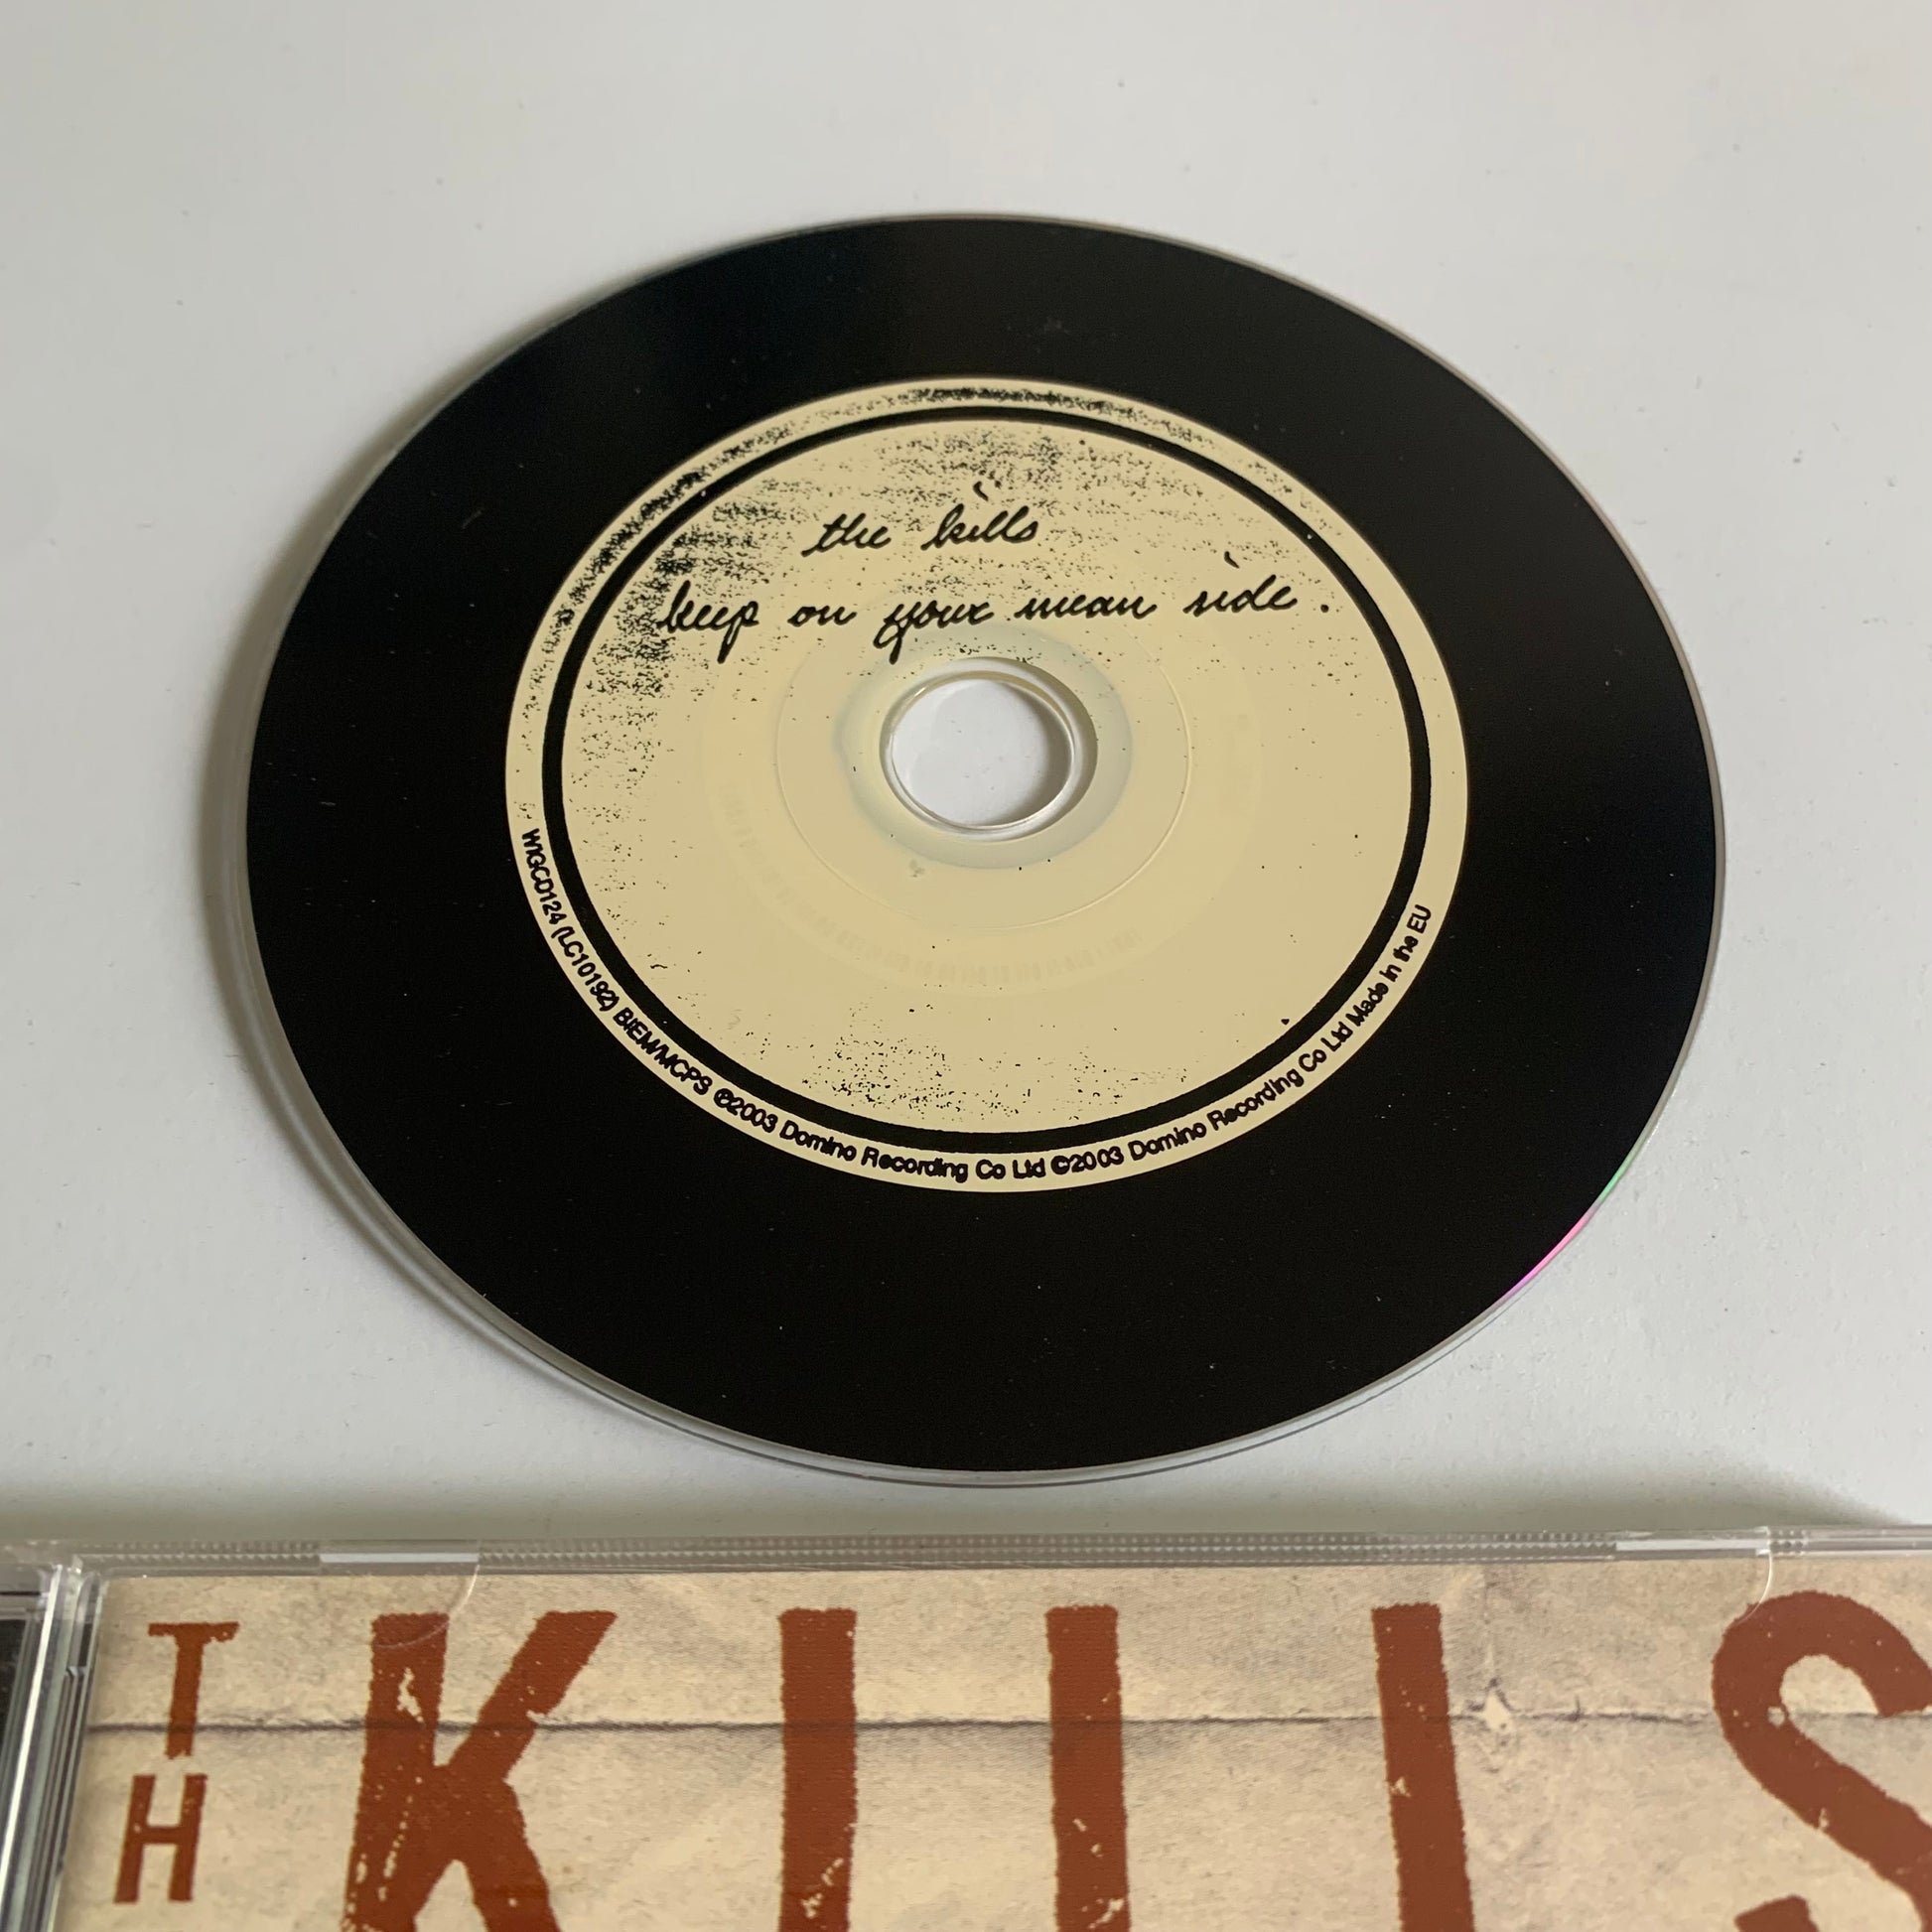 the kills
keep on your mean side.
WIGCD124 (LC10192) BIEM/MCPS ℗2003 Domino Recording Co Ltd ©2003 Domino Recording Co Ltd Made in the EU
TH
KILLS